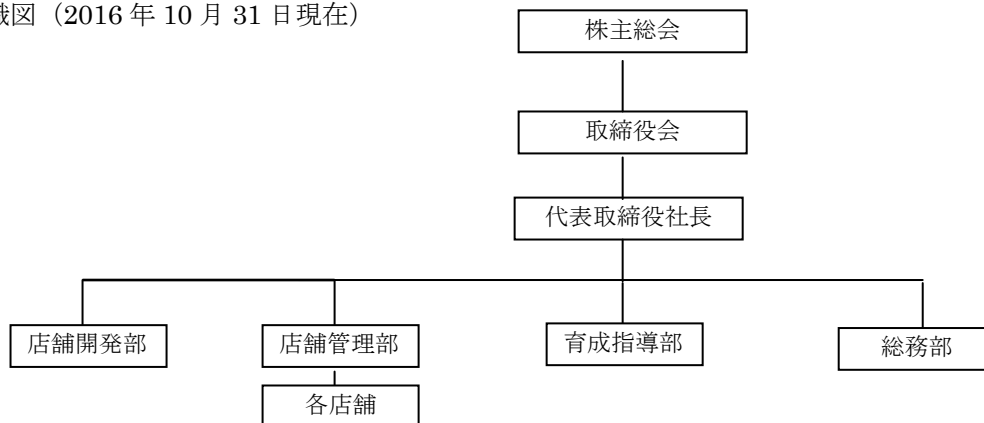 図（2016 年 10 月 31 日現在）
株主総会
取締役会
代表取締役社長
店舗開発部
店舗管理部
育成指導部
総務部
各店舗